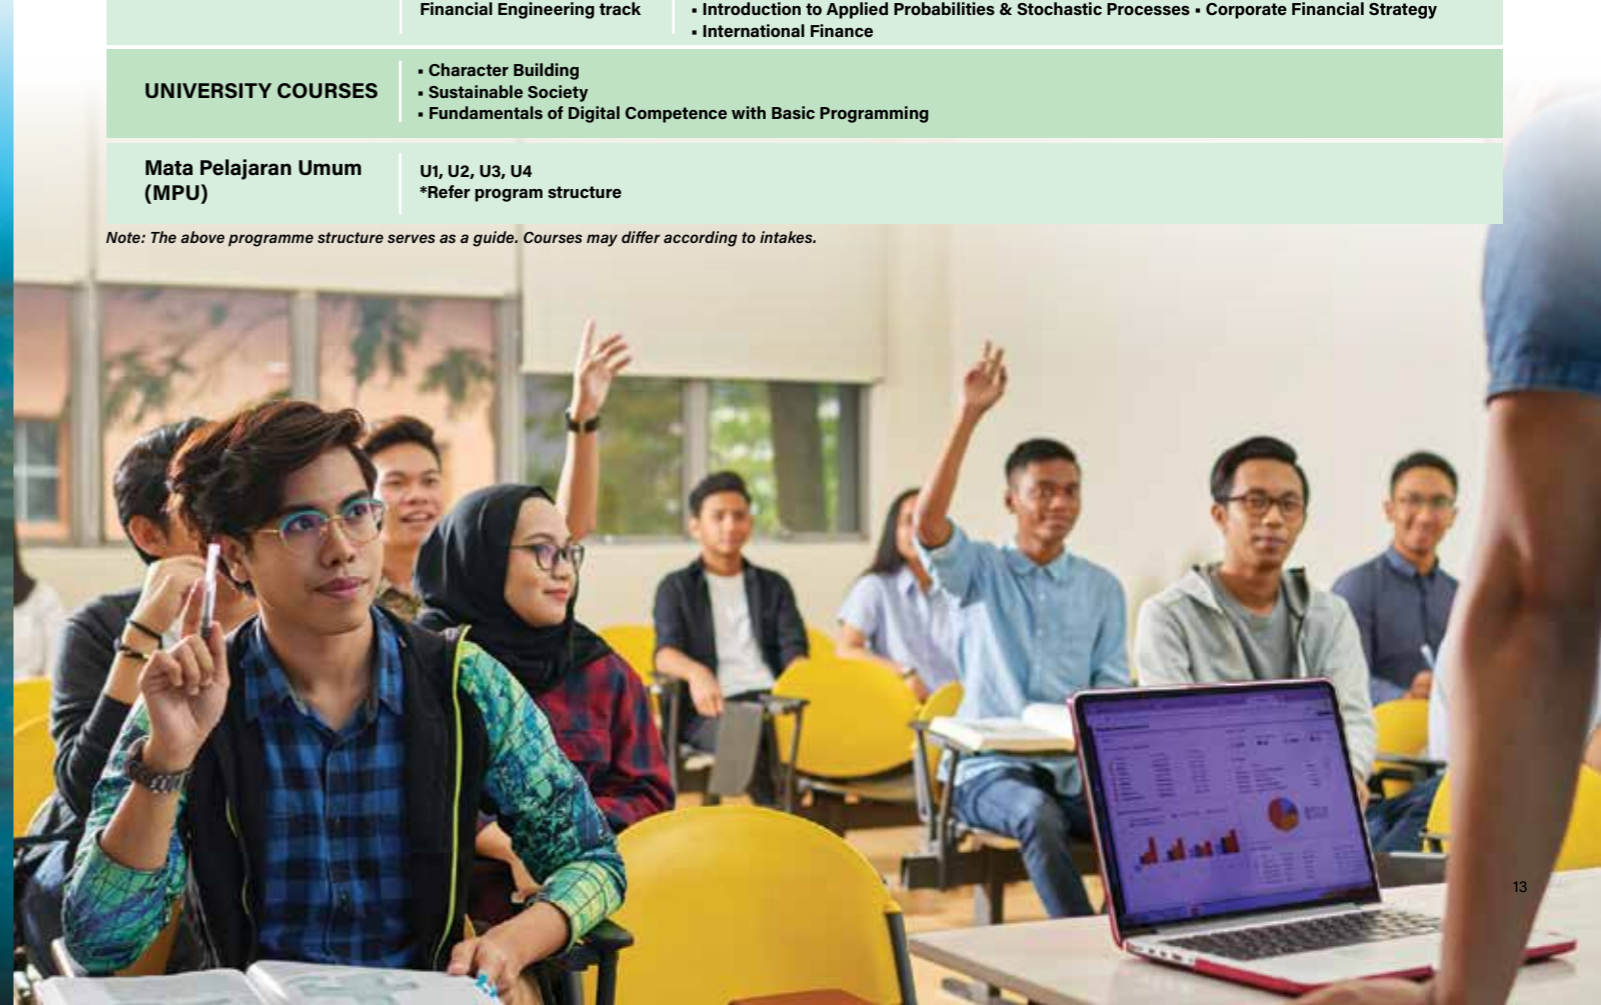 Financial Engineering track
▪ Introduction to Applied Probabilities & Stochastic Processes ▪ Corporate Financial Strategy
▪ International Finance
UNIVERSITY COURSES
▪ Character Building
▪ Sustainable Society
▪ Fundamentals of Digital Competence with Basic Programming
Mata Pelajaran Umum
(MPU)
U1, U2, U3, U4
*Refer program structure
Note: The above programme structure serves as a guide. Courses may differ according to intakes.
13